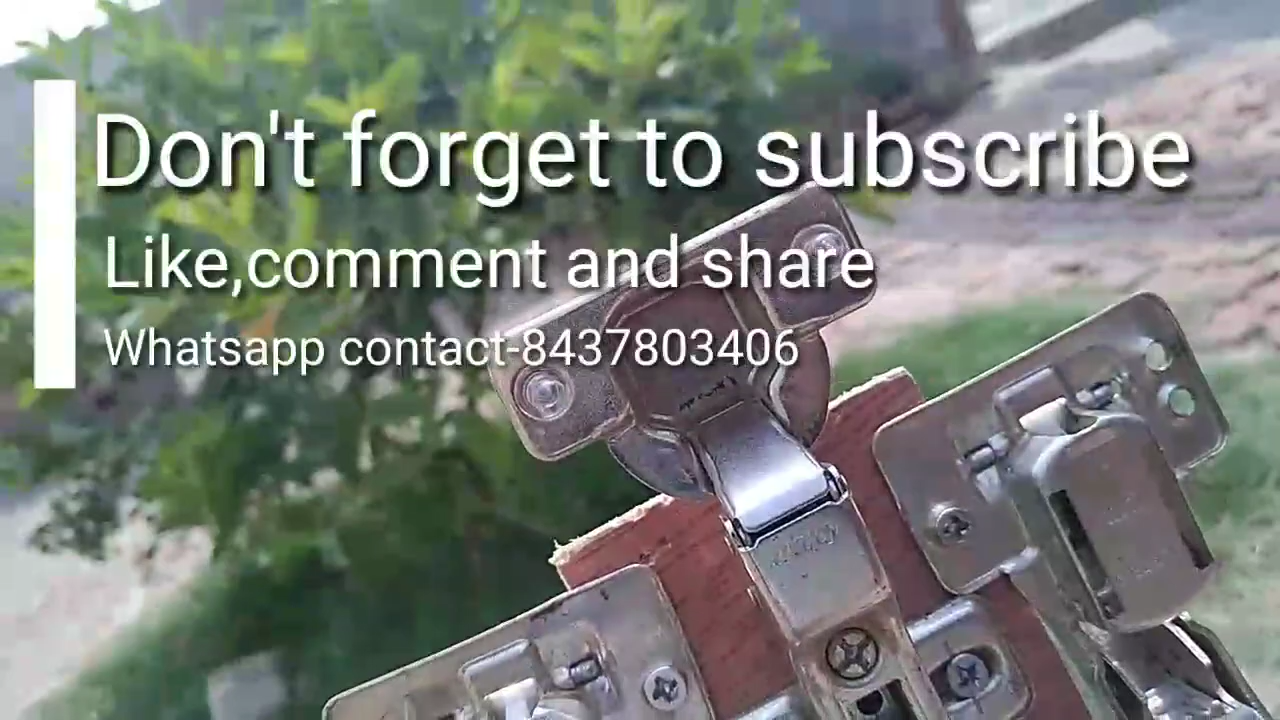 Don't forget to subscribe
Like,comment and share
Whatsapp contact-8437803406